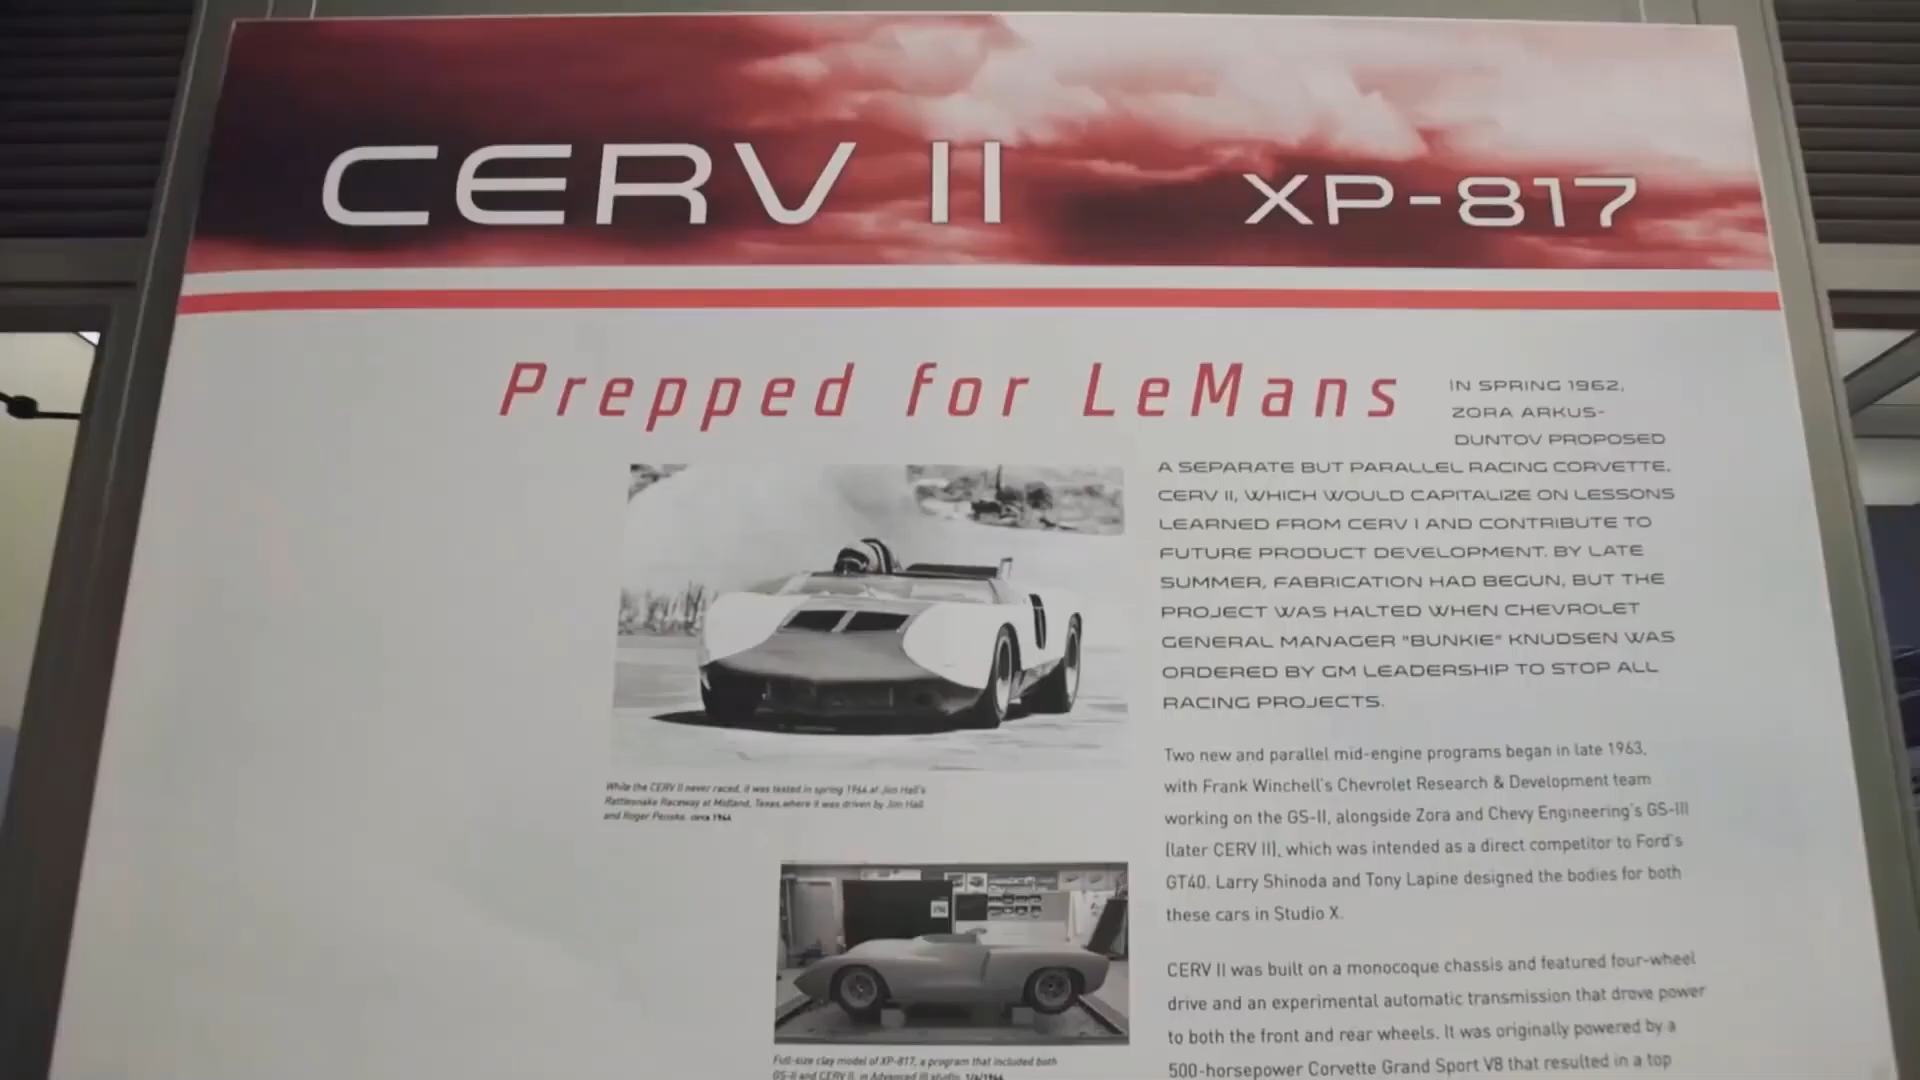 CERV II XP-817
Prepped for LeMans
IN SPRING 1962,
ZORA ARKUS-
DUNTOV PROPOSED
A SEPARATE BUT PARALLEL RACING CORVETTE,
CERV II, WHICH WOULD CAPITALIZE ON LESSONS
LEARNED FROM CERV I AND CONTRIBUTE TO
FUTURE PRODUCT DEVELOPMENT. BY LATE
SUMMER, FABRICATION HAD BEGUN, BUT THE
PROJECT WAS HALTED WHEN CHEVROLET
GENERAL MANAGER "BUNKIE" KNUDSEN WAS
ORDERED BY GM LEADERSHIP TO STOP ALL
RACING PROJECTS.
While the CERV II never raced, it was tested in spring 1964 at Jim Hall's
Rattlesnake Raceway at Midland, Texas, where it was driven by Jim Hall
and Roger Penske. circa 1964
Two new and parallel mid-engine programs began in late 1963,
with Frank Winchell's Chevrolet Research & Development team
working on the GS-II, alongside Zora and Chevy Engineering's GS-III
(later CERV II), which was intended as a direct competitor to Ford's
GT40. Larry Shinoda and Tony Lapine designed the bodies for both
these cars in Studio X.
CERV II was built on a monocoque chassis and featured four-wheel
drive and an experimental automatic transmission that drove power
to both the front and rear wheels. It was originally powered by a
500-horsepower Corvette Grand Sport V8 that resulted in a top
Full-size clay model of XP-817, a program that included both
GS-II and CERV II, in Advanced III studio.